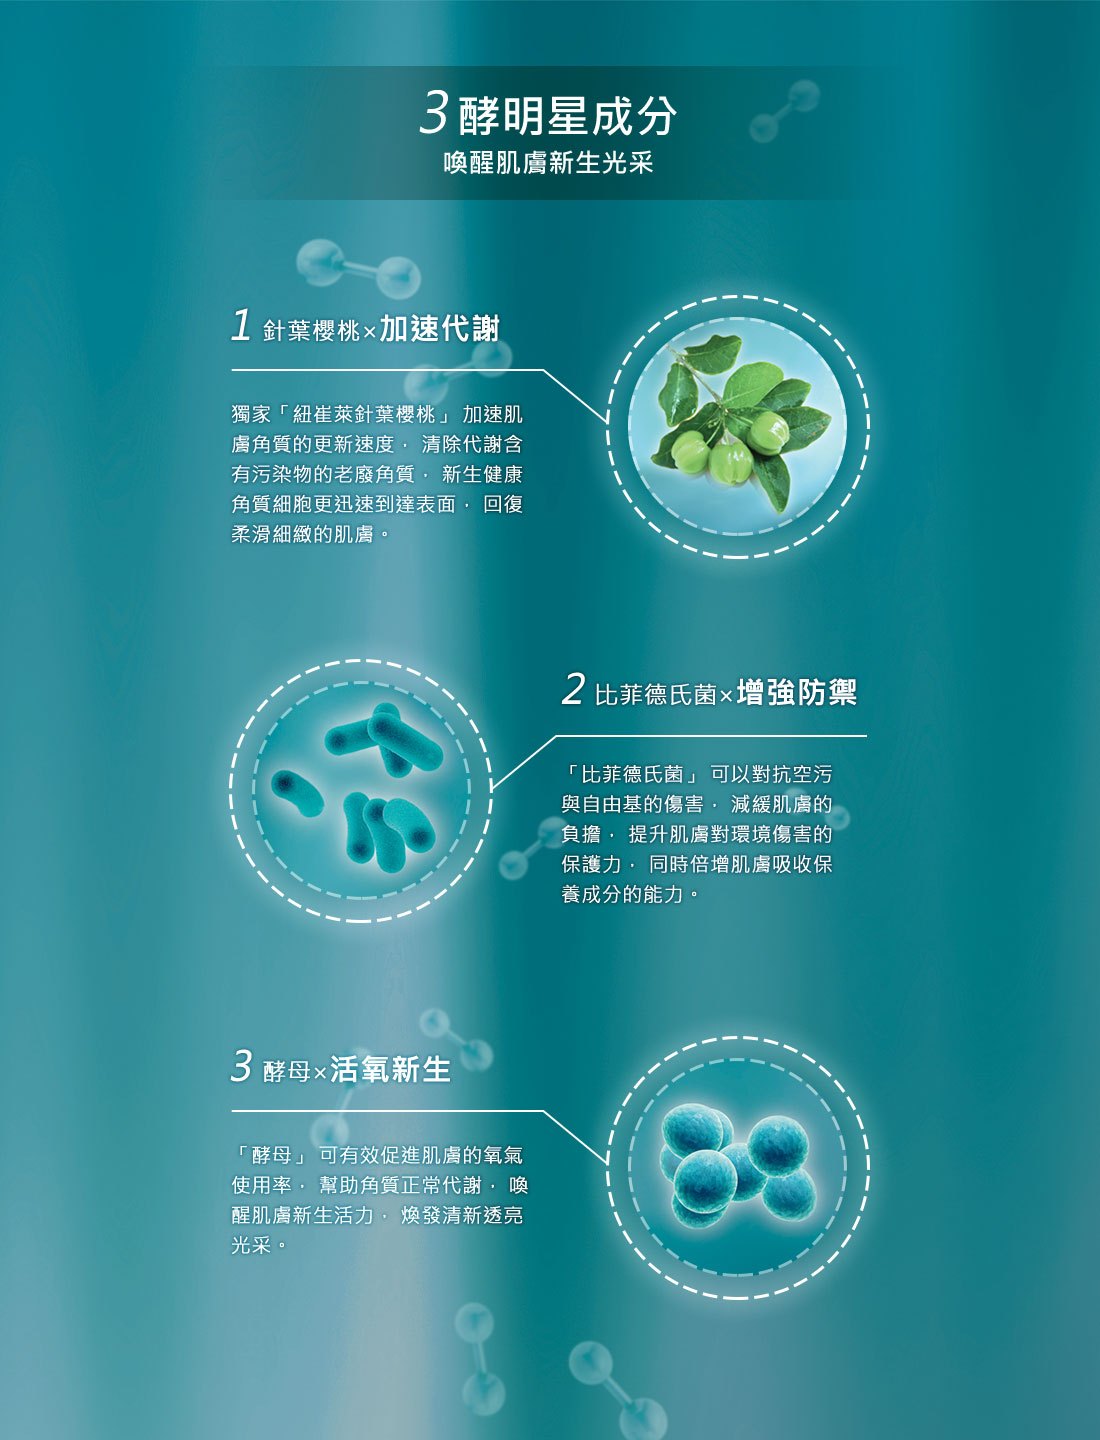 3酵明星成分
喚醒肌膚新生光采
1 針葉櫻桃×加速代謝
獨家「紐崔萊針葉櫻桃」加速肌
膚角質的更新速度，清除代謝含
有污染物的老廢角質，新生健康
角質細胞更迅速到達表面，回復
柔滑細緻的肌膚。
2 比菲德氏菌×增強防禦
「比菲德氏菌」可以對抗空污
與自由基的傷害，減緩肌膚的
負擔，提升肌膚對環境傷害的
保護力，同時倍增肌膚吸收保
養成分的能力。
3 酵母×活氧新生
「酵母」可有效促進肌膚的氧氣
使用率，幫助角質正常代謝，喚
醒肌膚新生活力，煥發清新透亮
光采。